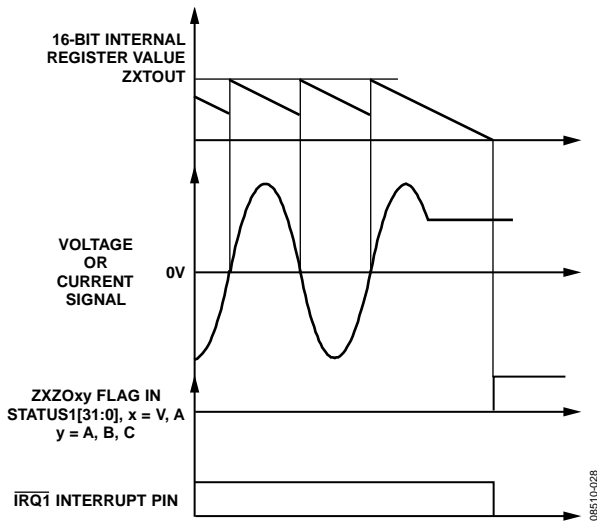 16-BIT INTERNAL
REGISTER VALUE
ZXTOUT
VOLTAGE
OR
CURRENT
SIGNAL
0V
ZXZOxy FLAG IN
STATUS1[31:0], x = V, A
y = A, B, C
IRQ1 INTERRUPT PIN
08510-028